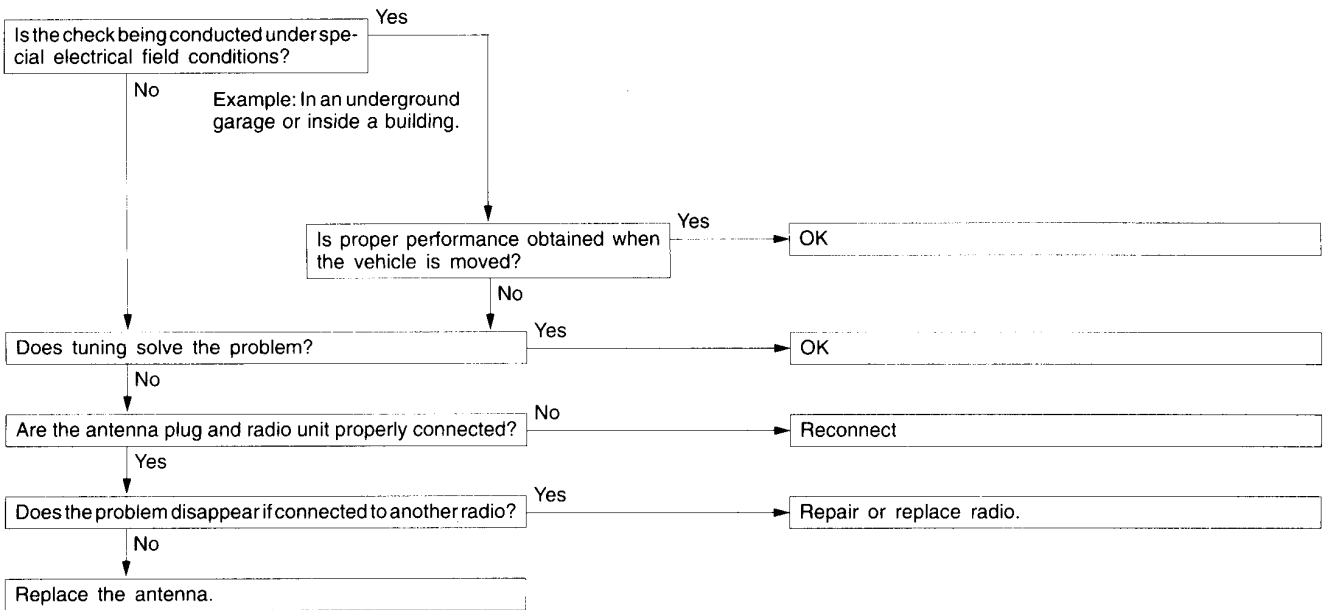 Yes
Is the check being conducted under spe-
cial electrical field conditions?
No
Example: In an underground
garage or inside a building.
Is proper performance obtained when
the vehicle is moved?
Yes
OK
No
Does tuning solve the problem?
Yes
OK
No
Are the antenna plug and radio unit properly connected?
No
Reconnect
Yes
Does the problem disappear if connected to another radio?
Yes
Repair or replace radio.
No
Replace the antenna.